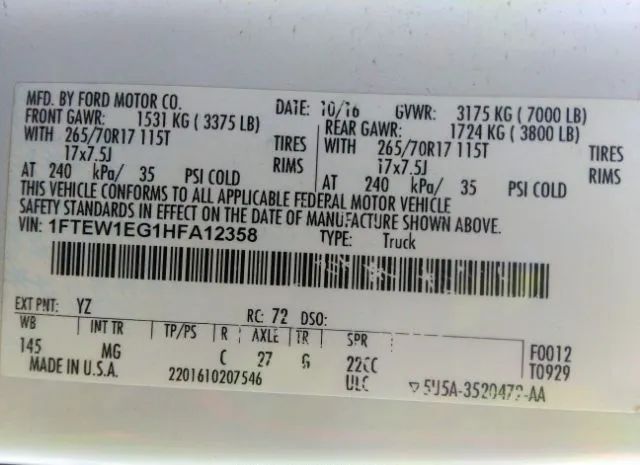 MFD. BY FORD MOTOR CO. DATE: 10/16 GVWR: 3175 KG ( 7000 LB)
FRONT GAWR: 1531 KG ( 3375 LB) REAR GAWR: 1724 KG ( 3800 LB)
WITH 265/70R17 115T TIRES WITH 265/70R17 115T TIRES
17x7.5J RIMS 17x7.5J RIMS
AT 240 kPa/ 35 PSI COLD AT 240 kPa/ 35 PSI COLD
THIS VEHICLE CONFORMS TO ALL APPLICABLE FEDERAL MOTOR VEHICLE
SAFETY STANDARDS IN EFFECT ON THE DATE OF MANUFACTURE SHOWN ABOVE.
VIN: 1FTEW1EG1HFA12358 TYPE: Truck
EXT PNT: YZ RC: 72 DSO:
WB INT TR TP/PS R AXLE TR SPR
145 MG C 27 G F0012
MADE IN U.S.A. 2201610207546 T0929